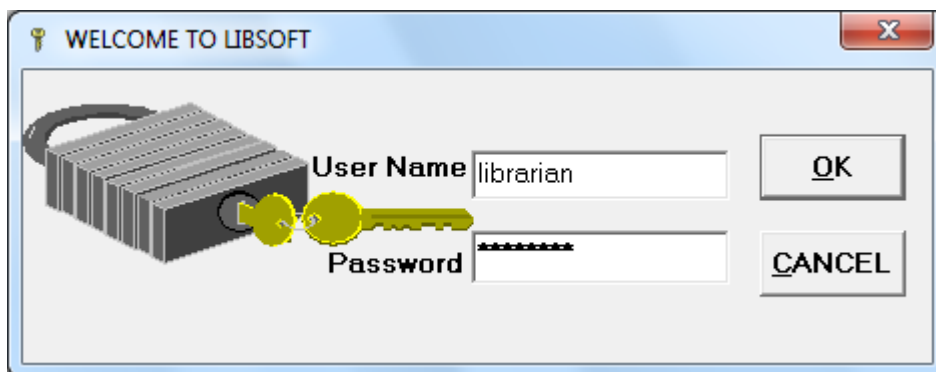 WELCOME TO LIBSOFT
User Name librarian OK
Password ******** CANCEL